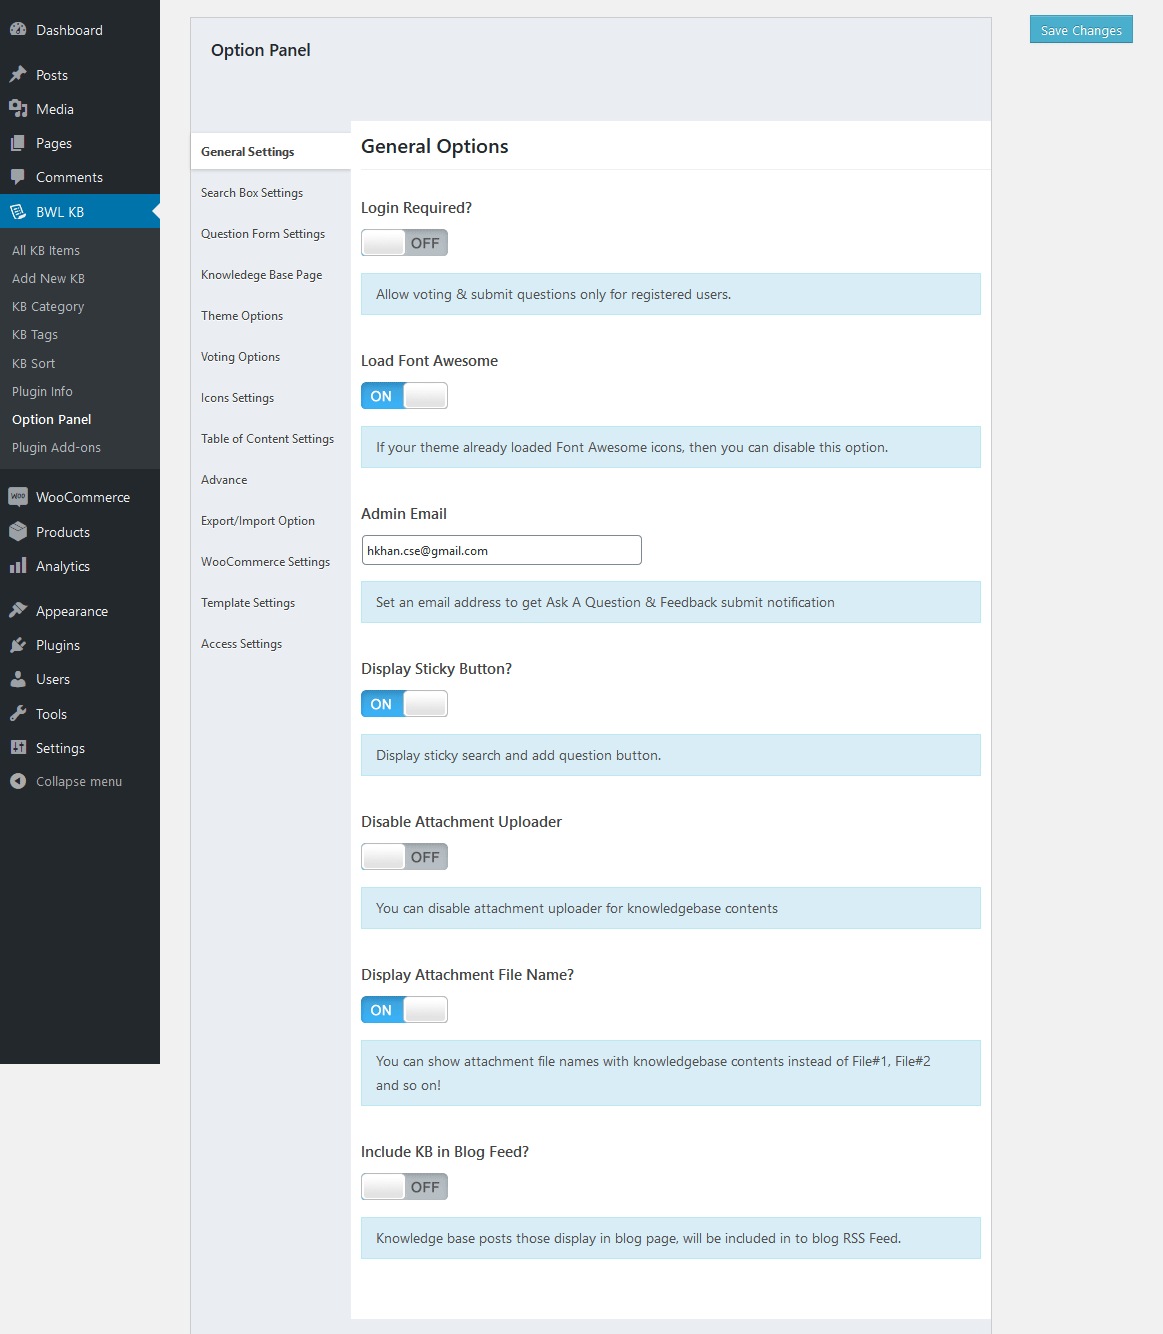 Dashboard
Posts
Media
Pages
Comments
BWL KB
All KB Items
Add New KB
KB Category
KB Tags
KB Sort
Plugin Info
Option Panel
Plugin Add-ons
WOO WooCommerce
Products
Analytics
Appearance
Plugins
Users
Tools
Settings
Collapse menu
Option Panel
Save Changes
General Settings
Search Box Settings
Question Form Settings
Knowledege Base Page
Theme Options
Voting Options
Icons Settings
Table of Content Settings
Advance
Export/Import Option
WooCommerce Settings
Template Settings
Access Settings
General Options
Login Required?
OFF
Allow voting & submit questions only for registered users.
Load Font Awesome
ON
If your theme already loaded Font Awesome icons, then you can disable this option.
Admin Email
hkhan.cse@gmail.com
Set an email address to get Ask A Question & Feedback submit notification
Display Sticky Button?
ON
Display sticky search and add question button.
Disable Attachment Uploader
OFF
You can disable attachment uploader for knowledgebase contents
Display Attachment File Name?
ON
You can show attachment file names with knowledgebase contents instead of File#1, File#2
and so on!
Include KB in Blog Feed?
OFF
Knowledge base posts those display in blog page, will be included in to blog RSS Feed.